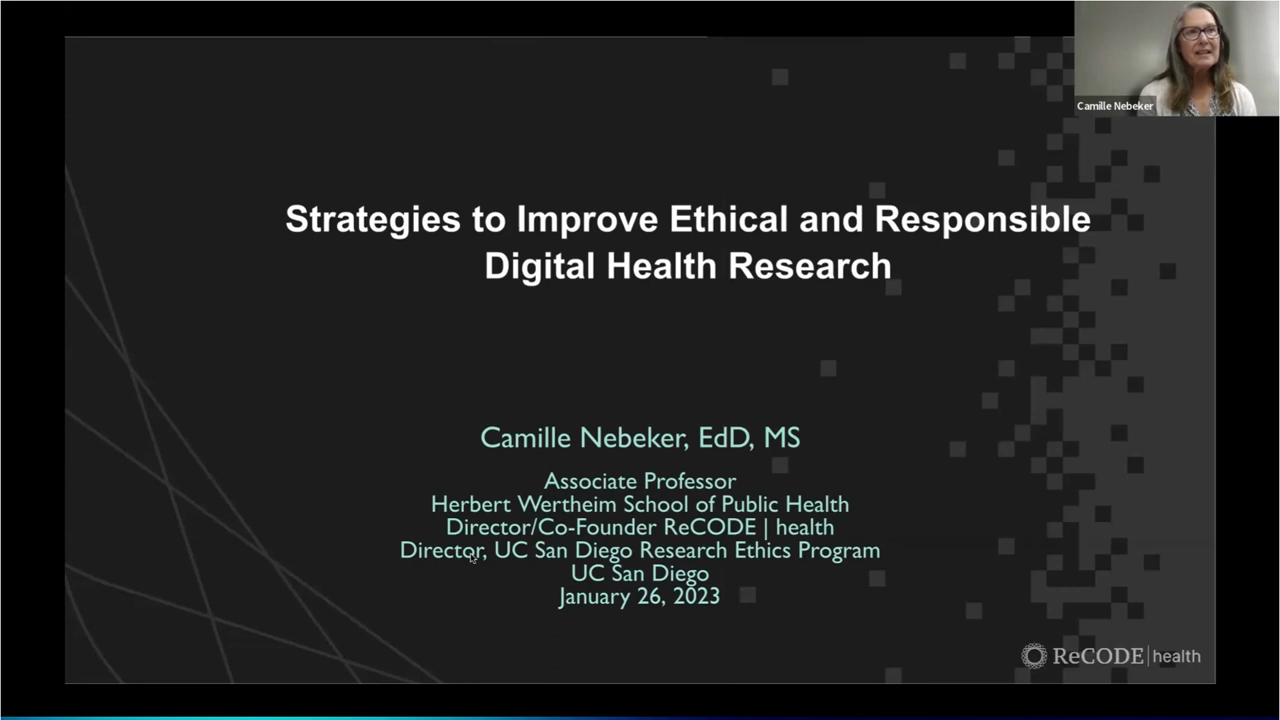 Camille Nebeker
Strategies to Improve Ethical and Responsible
Digital Health Research
Camille Nebeker, EdD, MS
Associate Professor
Herbert Wertheim School of Public Health
Director/Co-Founder ReCODE | health
Director, UC San Diego Research Ethics Program
UC San Diego
January 26, 2023
ReCODE | health